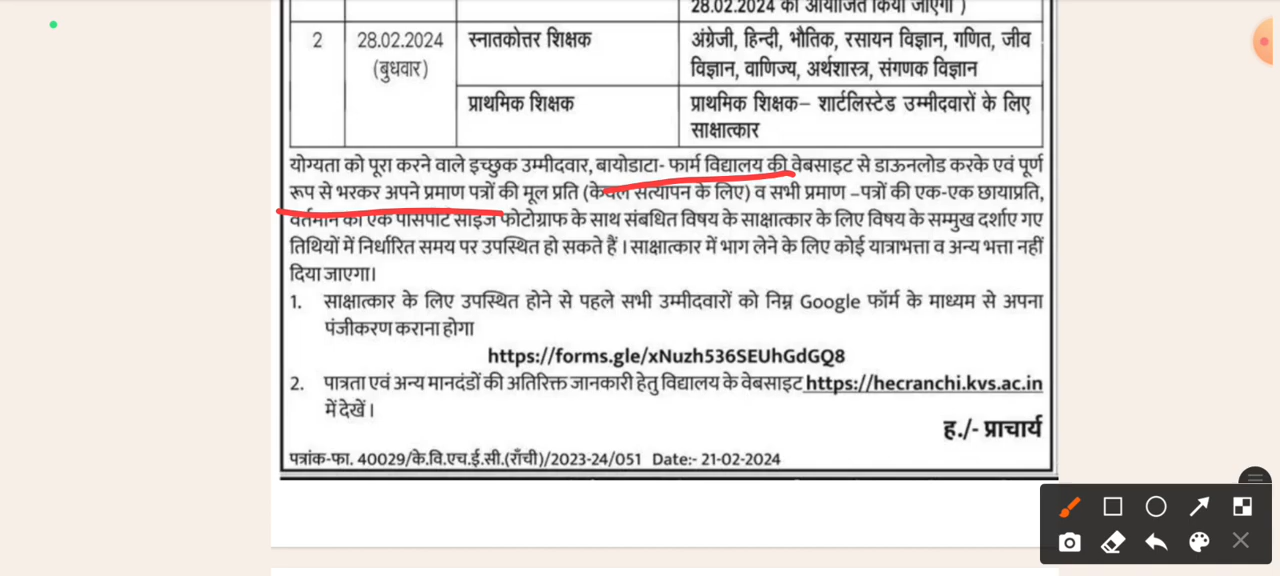 28.02.2024 को आयोजित किया जाएगा )
2 28.02.2024 स्नातकोत्तर शिक्षक अंग्रेजी, हिन्दी, भौतिक, रसायन विज्ञान, गणित, जीव
(बुधवार) विज्ञान, वाणिज्य, अर्थशास्त्र, संगणक विज्ञान
प्राथमिक शिक्षक प्राथमिक शिक्षक– शार्टलिस्टेड उम्मीदवारों के लिए
साक्षात्कार
योग्यता को पूरा करने वाले इच्छुक उम्मीदवार, बायोडाटा- फार्म विद्यालय की वेबसाइट से डाऊनलोड करके एवं पूर्ण
रूप से भरकर अपने प्रमाण पत्रों की मूल प्रति (केवल सत्यापन के लिए) व सभी प्रमाण –पत्रों की एक-एक छायाप्रति,
वर्तमान का एक पासपोर्ट साइज फोटोग्राफ के साथ संबधित विषय के साक्षात्कार के लिए विषय के सम्मुख दर्शाए गए
तिथियों में निर्धारित समय पर उपस्थित हो सकते हैं । साक्षात्कार में भाग लेने के लिए कोई यात्राभत्ता व अन्य भत्ता नहीं
दिया जाएगा।
1. साक्षात्कार के लिए उपस्थित होने से पहले सभी उम्मीदवारों को निम्न Google फॉर्म के माध्यम से अपना
पंजीकरण कराना होगा
https://forms.gle/xNuzh536SEUhGdGQ8
2. पात्रता एवं अन्य मानदंडों की अतिरिक्त जानकारी हेतु विद्यालय के वेबसाइट https://hecranchi.kvs.ac.in
में देखें ।
ह./- प्राचार्य
पत्रांक-फा. 40029/के.वि.एच.ई.सी.(राँची)/2023-24/051 Date:- 21-02-2024